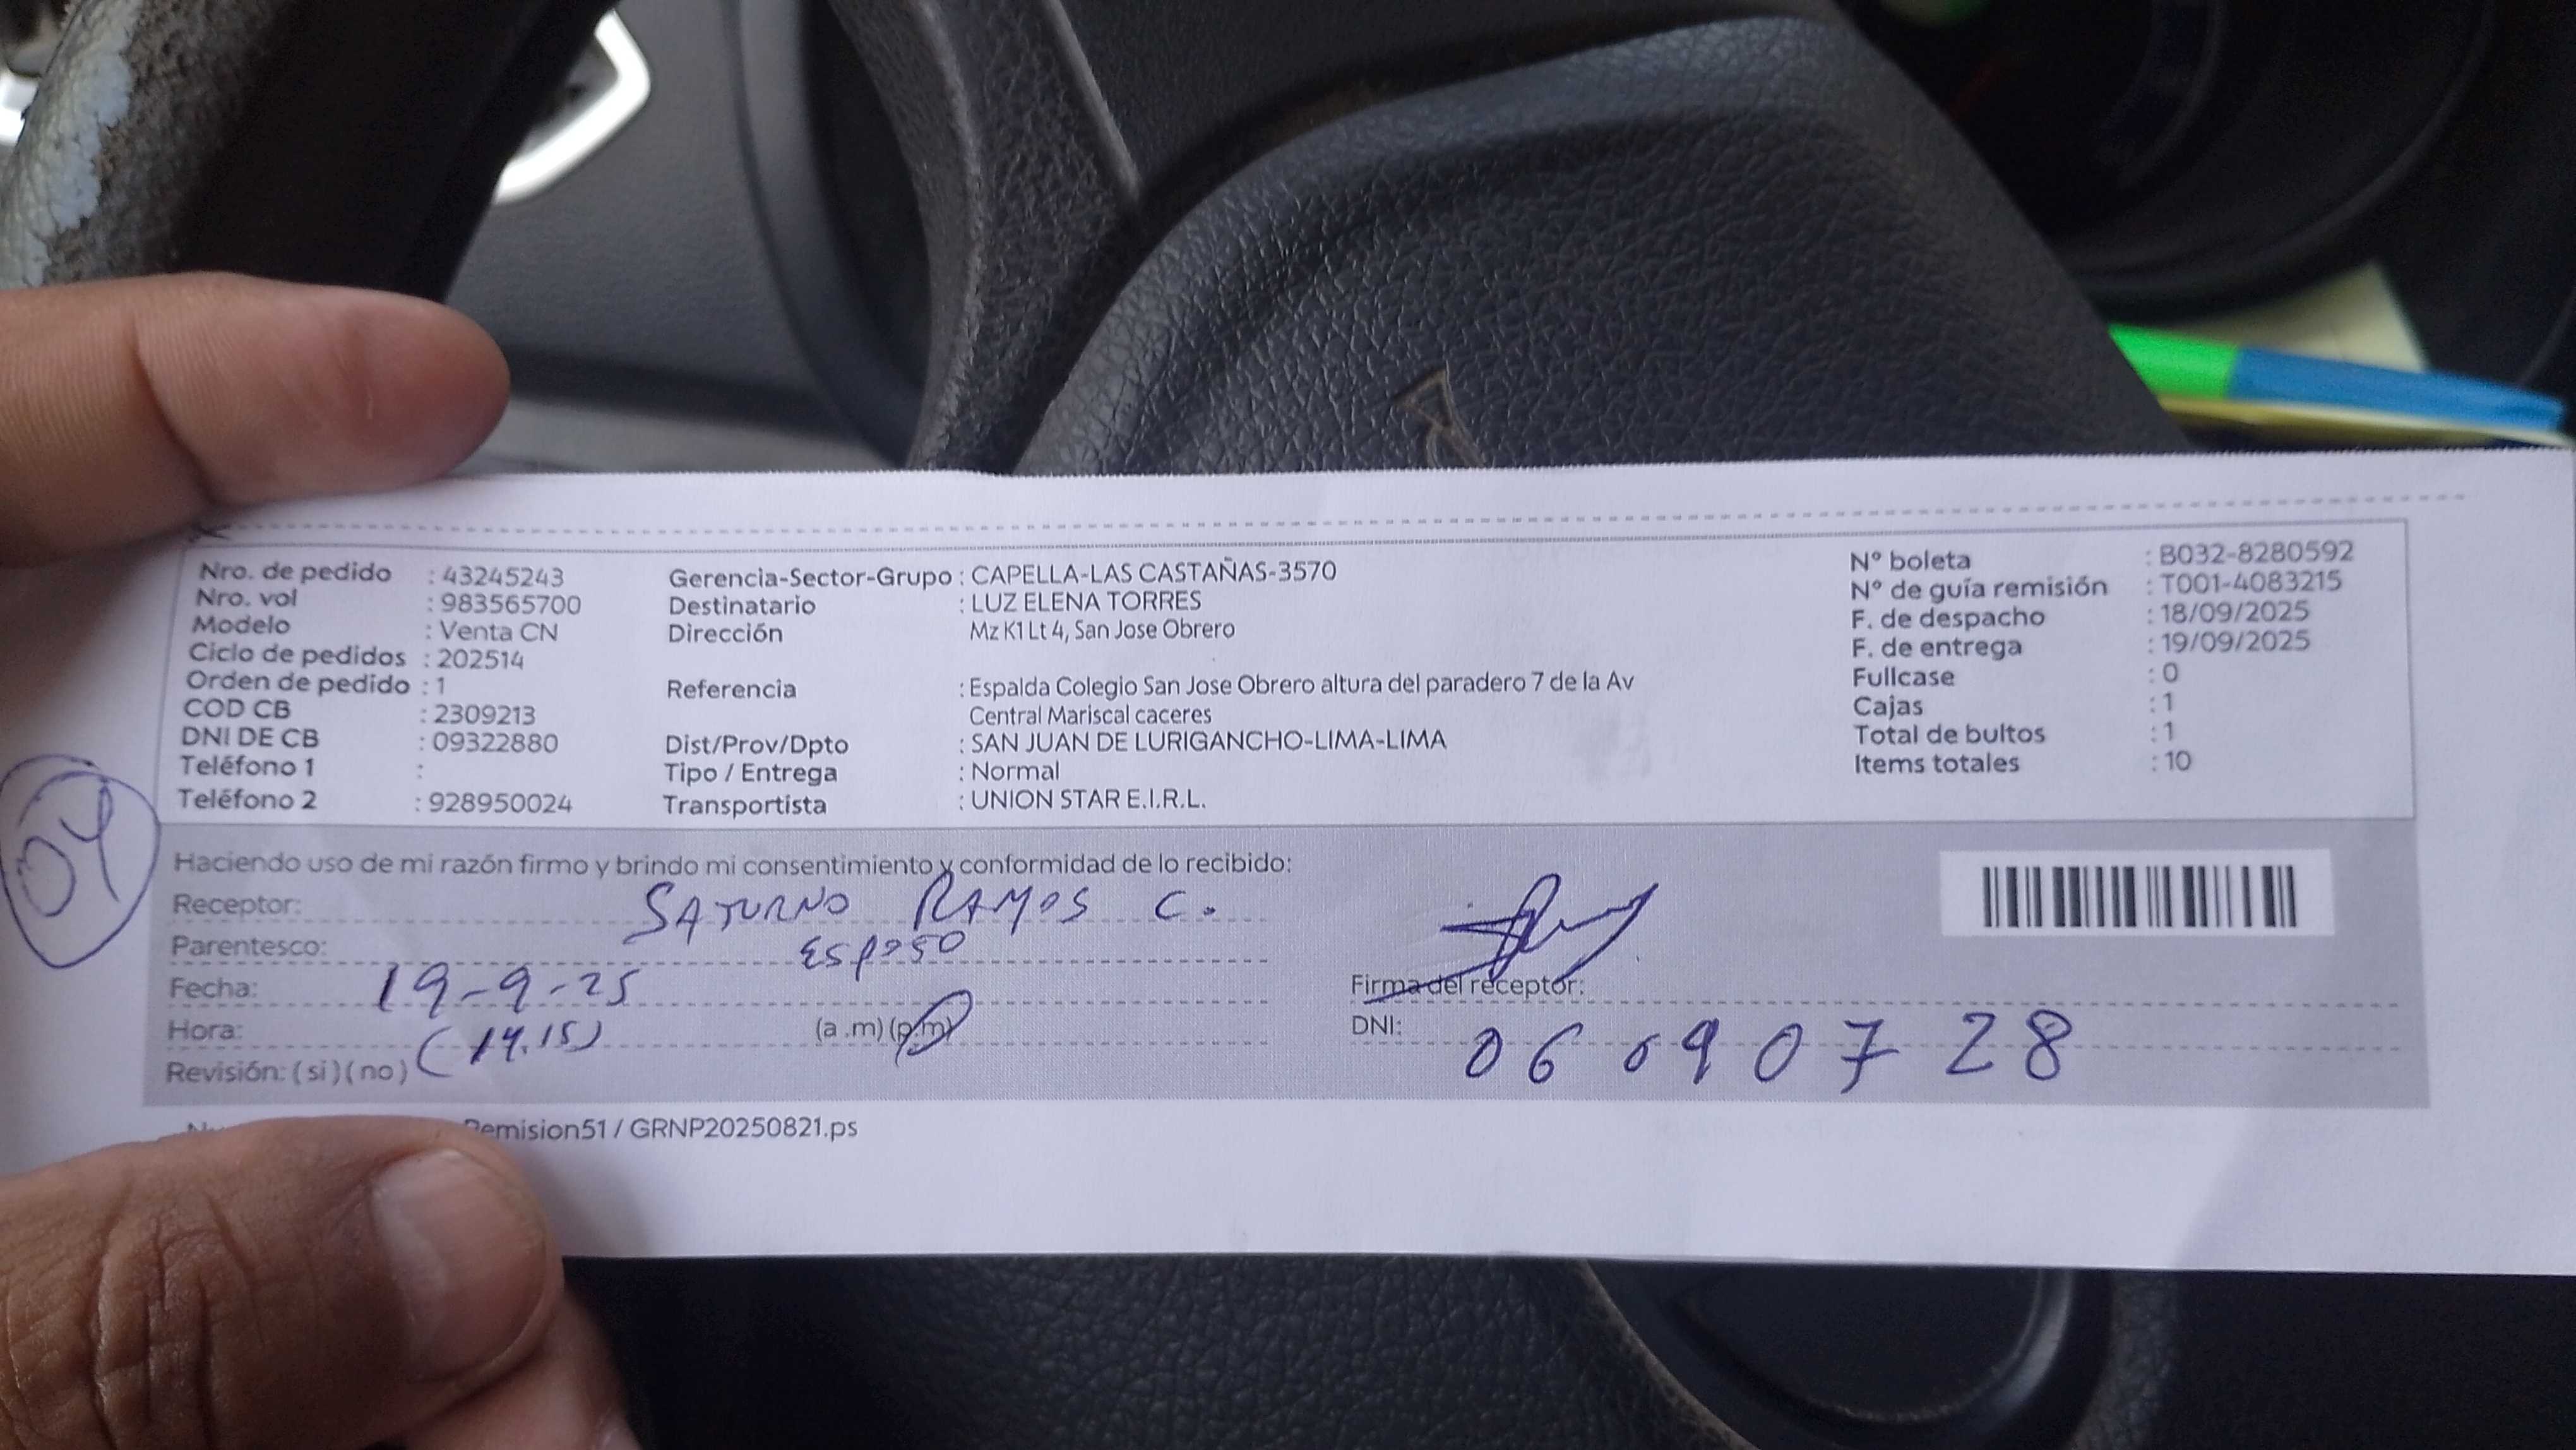 Nro. de pedido : 43245243
Nro. vol : 983565700
Modelo : Venta CN
Ciclo de pedidos : 202514
Orden de pedido : 1
COD CB : 2309213
DNI DE CB : 09322880
Teléfono 1 :
Teléfono 2 : 928950024
Gerencia-Sector-Grupo : CAPELLA-LAS CASTAÑAS-3570
Destinatario : LUZ ELENA TORRES
Dirección Mz K1 Lt 4, San Jose Obrero
Referencia : Espalda Colegio San Jose Obrero altura del paradero 7 de la Av
Central Mariscal caceres
Dist/Prov/Dpto : SAN JUAN DE LURIGANCHO-LIMA-LIMA
Tipo / Entrega : Normal
Transportista : UNION STAR E.I.R.L.
Nº boleta : B032-8280592
Nº de guía remisión : T001-4083215
F. de despacho : 18/09/2025
F. de entrega : 19/09/2025
Fullcase : 0
Cajas : 1
Total de bultos : 1
Items totales : 10
04
Haciendo uso de mi razón firmo y brindo mi consentimiento y conformidad de lo recibido:
Receptor: SATURNO RAMOS C.
Parentesco: ESPOSO
Fecha: 19-9-25
Hora: (14.15) (a .m) (p.m)
Revisión: ( si ) ( no )
Firma del receptor:
DNI: 06090728
Remision51 / GRNP20250821.ps